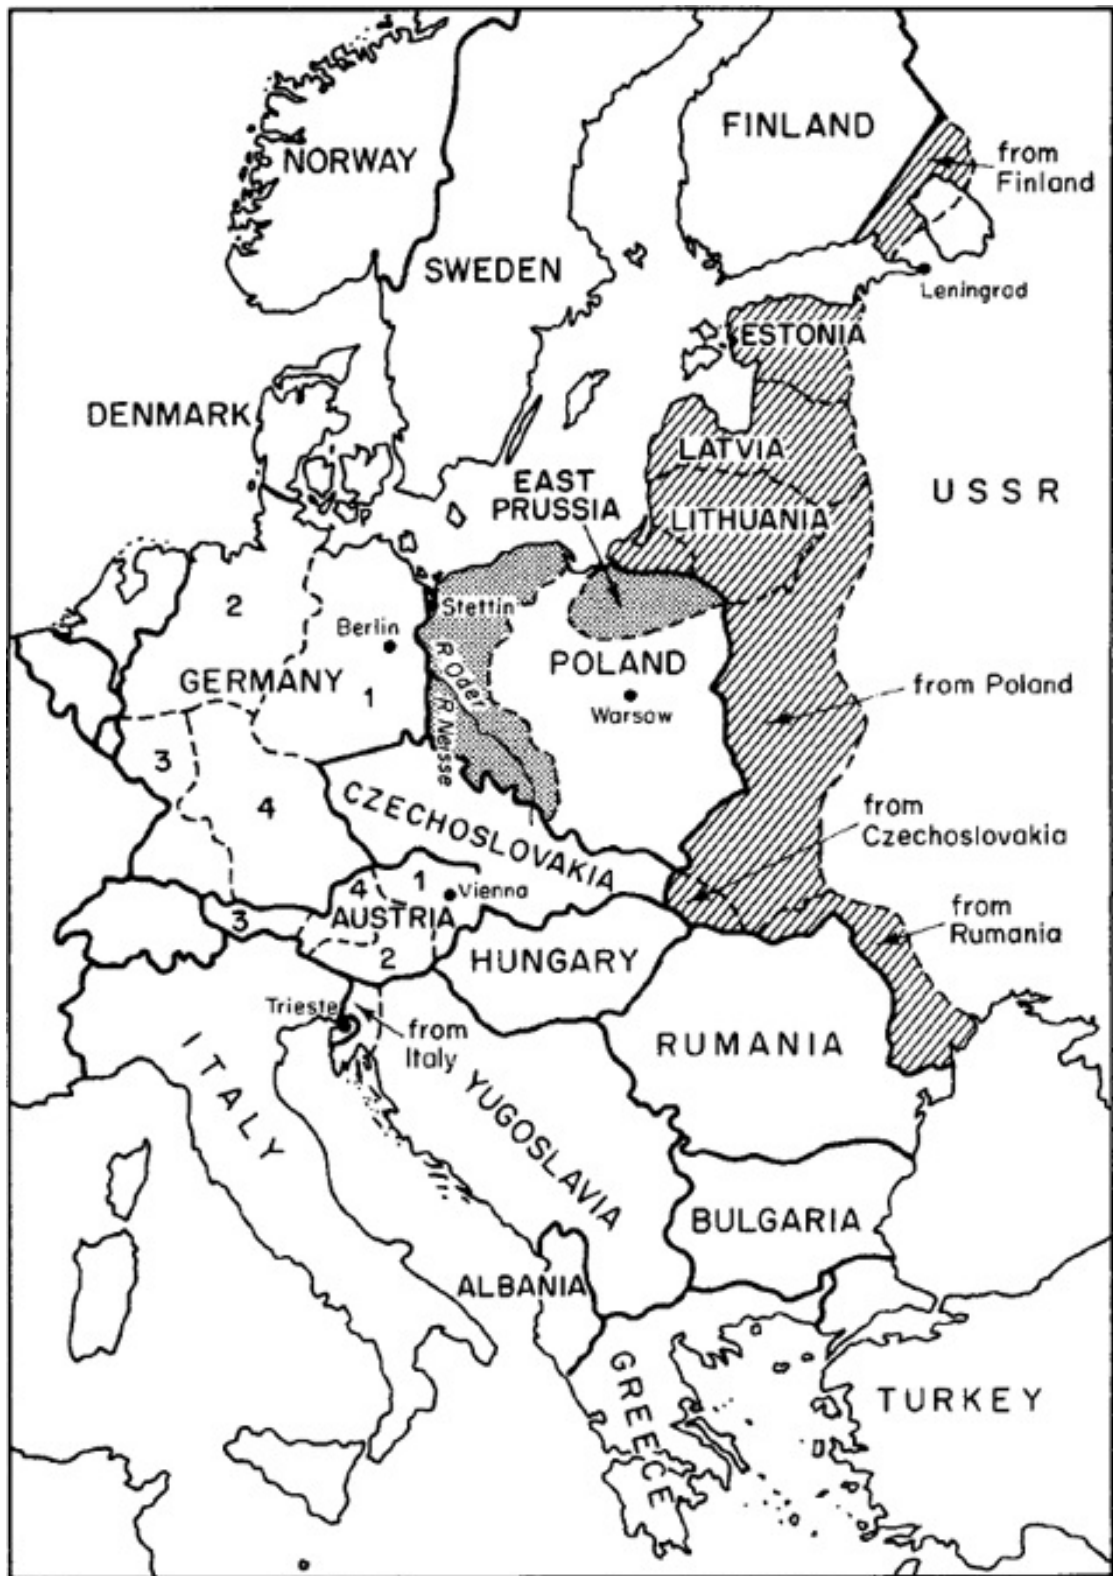 FINLAND
from
Finland
NORWAY
SWEDEN
Leningrad
ESTONIA
DENMARK
LATVIA
EAST
PRUSSIA
USSR
LITHUANIA
2
Stettin
Berlin
R Oder
POLAND
GERMANY
1
from Poland
Warsaw
R Neisse
3
4
CZECHOSLOVAKIA
from
Czechoslovakia
4
1
Vienna
3
AUSTRIA
from
Rumania
2
HUNGARY
Trieste
from
Italy
ITALY
RUMANIA
YUGOSLAVIA
BULGARIA
ALBANIA
GREECE
TURKEY